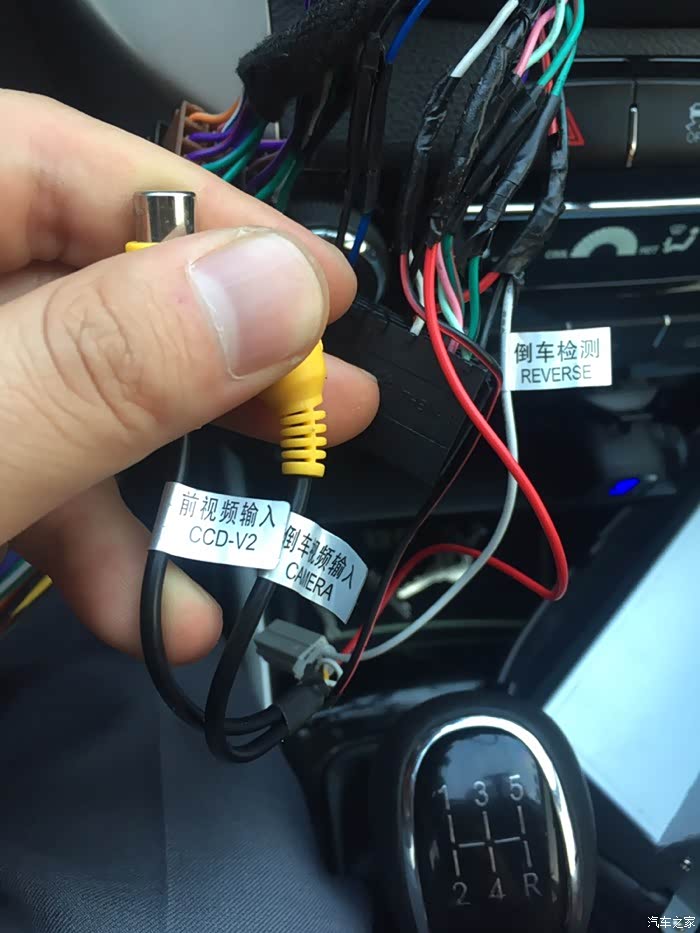 倒车检测
REVERSE
前视频输入
CCD-V2
倒车视频输入
CAMERA
1 3 5
2 4 R
汽车之家